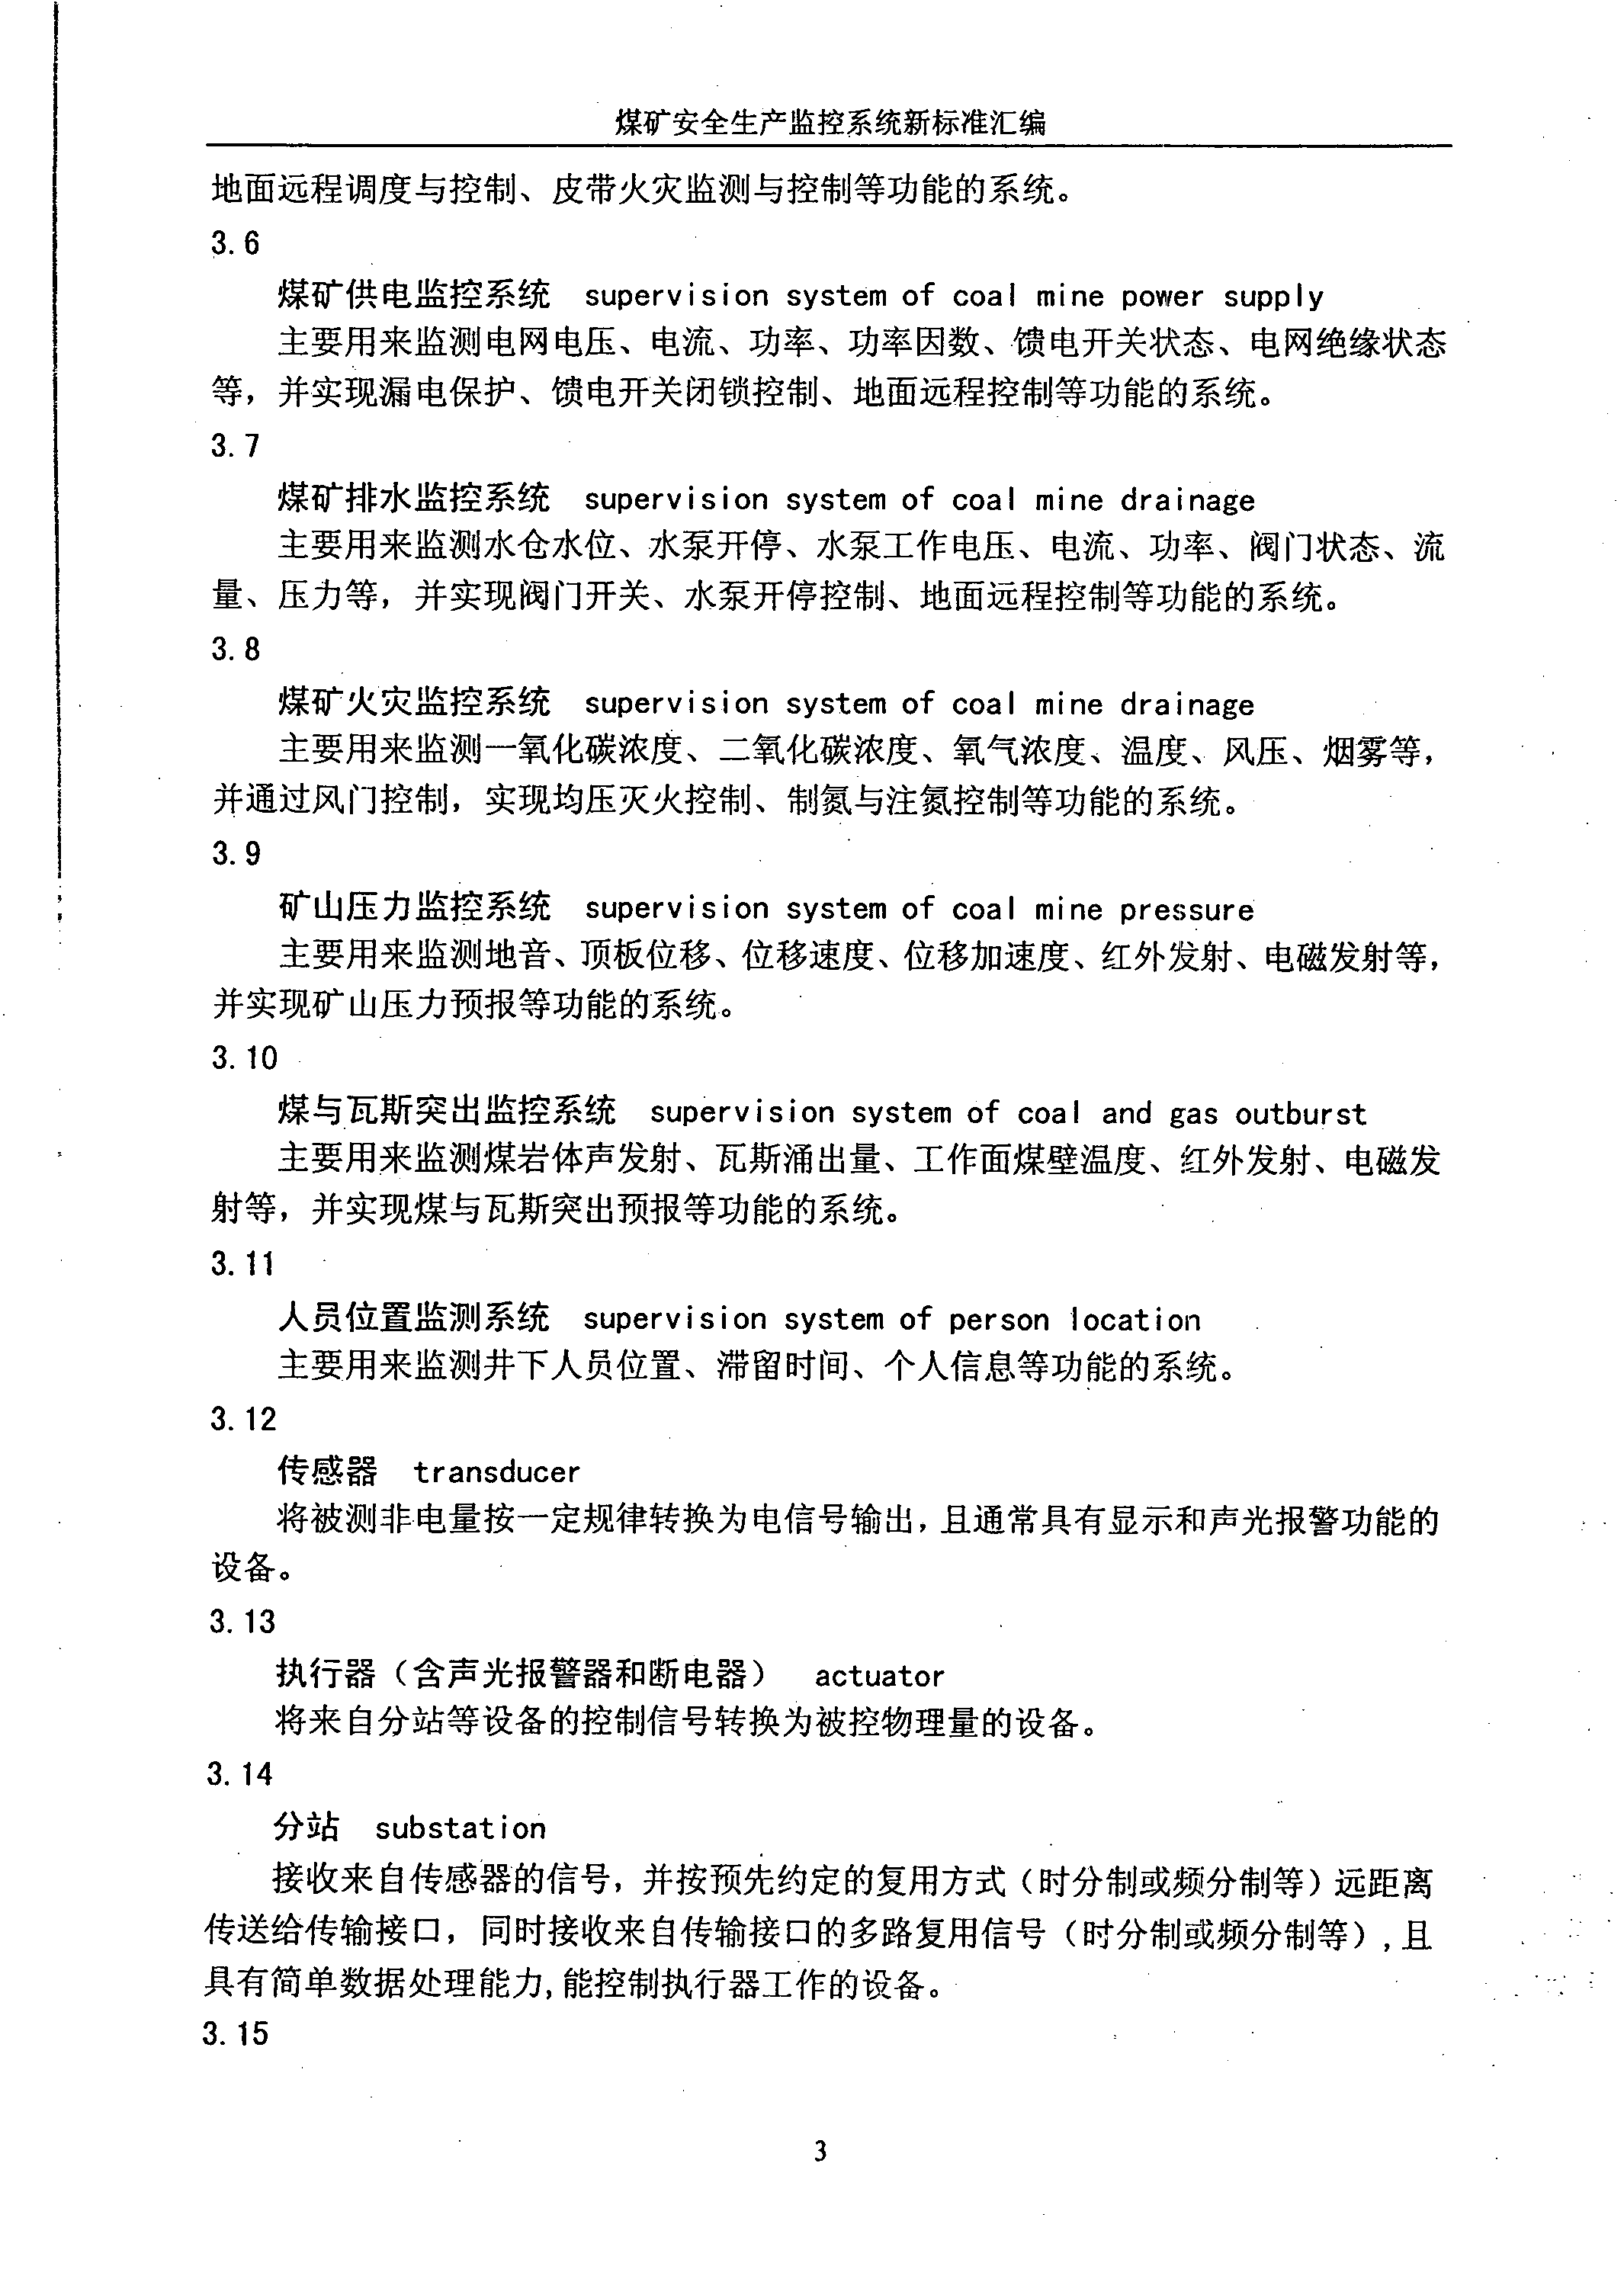 煤矿安全生产监控系统新标准汇编
地面远程调度与控制、皮带火灾监测与控制等功能的系统。
3.6
煤矿供电监控系统 supervision system of coal mine power supply
主要用来监测电网电压、电流、功率、功率因数、馈电开关状态、电网绝缘状态
等，并实现漏电保护、馈电开关闭锁控制、地面远程控制等功能的系统。
3.7
煤矿排水监控系统 supervision system of coal mine drainage
主要用来监测水仓水位、水泵开停、水泵工作电压、电流、功率、阀门状态、流
量、压力等，并实现阀门开关、水泵开停控制、地面远程控制等功能的系统。
3.8
煤矿火灾监控系统 supervision system of coal mine drainage
主要用来监测一氧化碳浓度、二氧化碳浓度、氧气浓度、温度、风压、烟雾等，
并通过风门控制，实现均压灭火控制、制氮与注氮控制等功能的系统。
3.9
矿山压力监控系统 supervision system of coal mine pressure
主要用来监测地音、顶板位移、位移速度、位移加速度、红外发射、电磁发射等，
并实现矿山压力预报等功能的系统。
3.10
煤与瓦斯突出监控系统 supervision system of coal and gas outburst
主要用来监测煤岩体声发射、瓦斯涌出量、工作面煤壁温度、红外发射、电磁发
射等，并实现煤与瓦斯突出预报等功能的系统。
3.11
人员位置监测系统 supervision system of person location
主要用来监测井下人员位置、滞留时间、个人信息等功能的系统。
3.12
传感器 transducer
将被测非电量按一定规律转换为电信号输出，且通常具有显示和声光报警功能的
设备。
3.13
执行器（含声光报警器和断电器） actuator
将来自分站等设备的控制信号转换为被控物理量的设备。
3.14
分站 substation
接收来自传感器的信号，并按预先约定的复用方式（时分制或频分制等）远距离
传送给传输接口，同时接收来自传输接口的多路复用信号（时分制或频分制等）,且
具有简单数据处理能力,能控制执行器工作的设备。
3.15
3